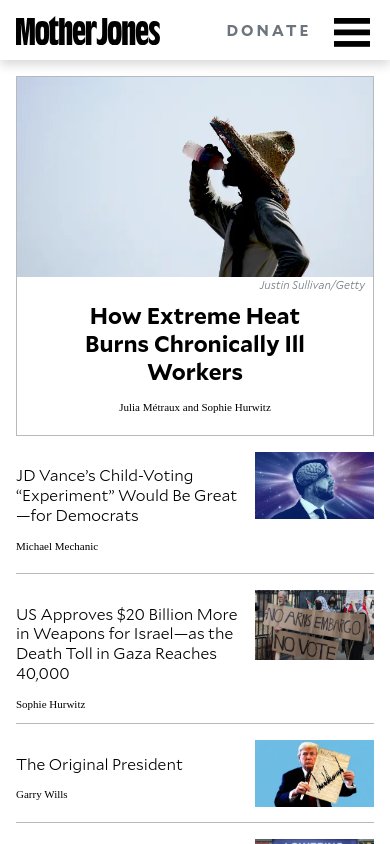 Mother Jones
DONATE
Justin Sullivan/Getty
How Extreme Heat
Burns Chronically Ill
Workers
Julia Métraux and Sophie Hurwitz
JD Vance’s Child-Voting
“Experiment” Would Be Great
—for Democrats
Michael Mechanic
US Approves $20 Billion More
in Weapons for Israel—as the
Death Toll in Gaza Reaches
40,000
Sophie Hurwitz
NO ARMS EMBARGO
NO VOTE
The Original President
Garry Wills
LOWERING